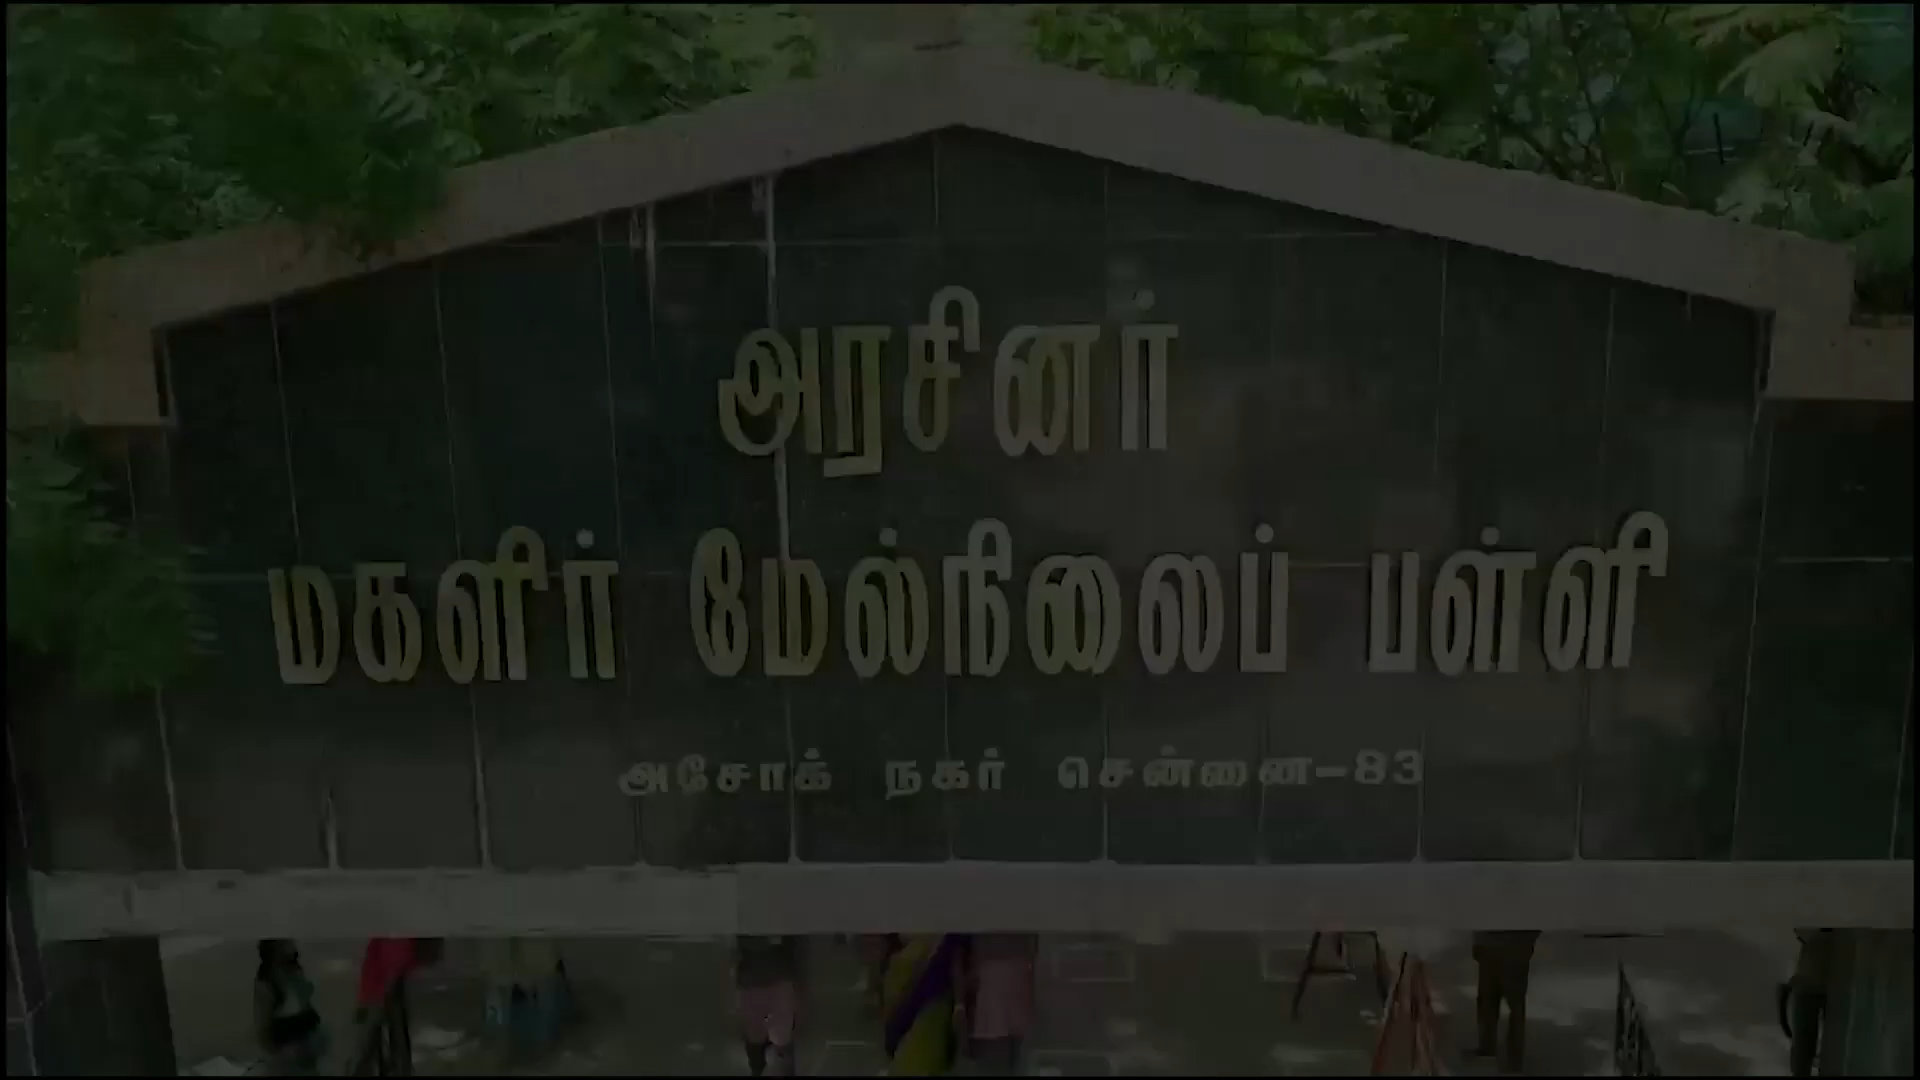 அரசினர்
மகளிர் மேல்நிலைப் பள்ளி
அசோக் நகர் சென்னை-83